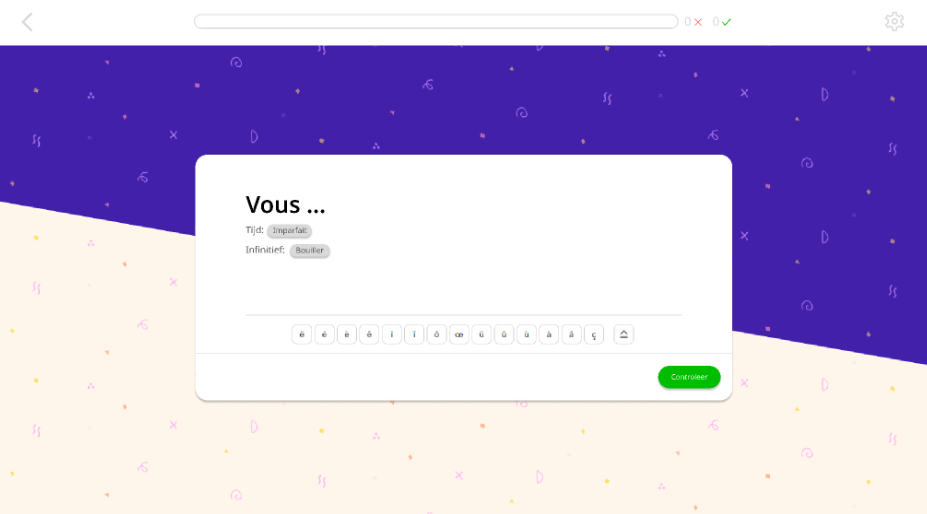 0 0
Vous ...
Tijd: Imparfait
Infinitief: Bouillir
ë é è ê ï î ô œ ü û ù à â ç
Controleer